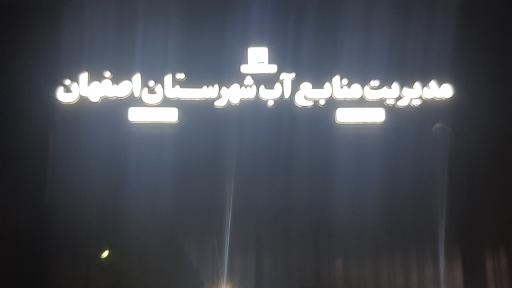 مدیریت منابع آب شهرستان اصفهان